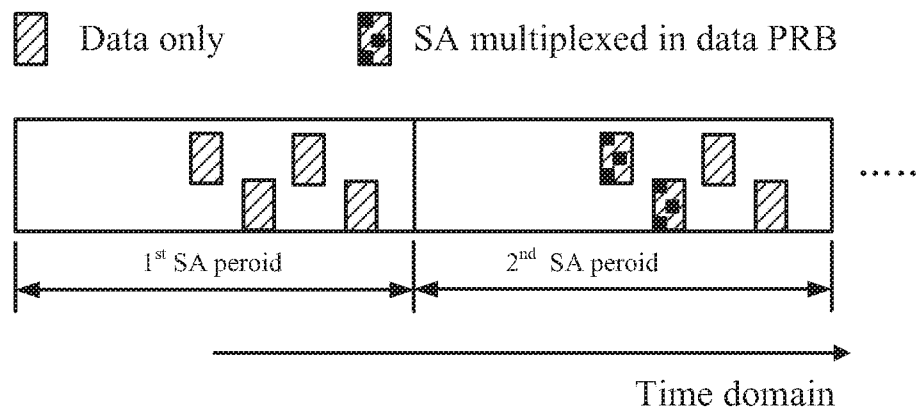 Data only
SA multiplexed in data PRB
.....
1st SA peroid
2nd SA peroid
Time domain